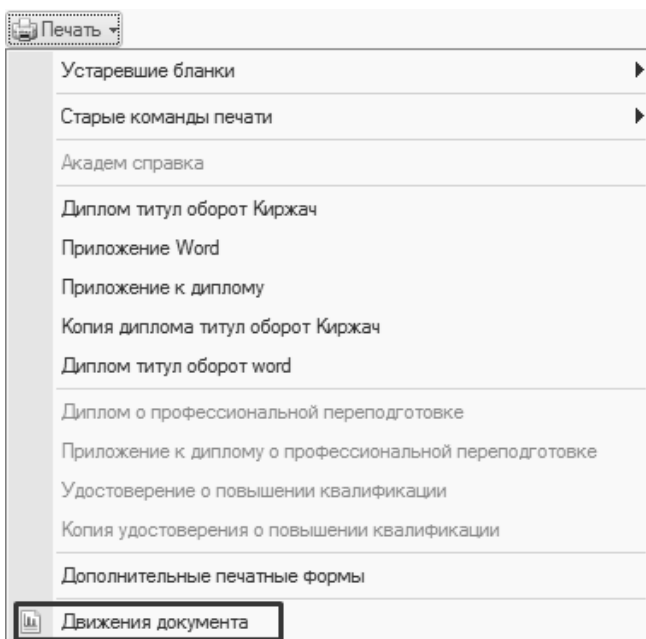 Печать
Устаревшие бланки
Старые команды печати
Академ справка
Диплом титул оборот Киржач
Приложение Word
Приложение к диплому
Копия диплома титул оборот Киржач
Диплом титул оборот word
Диплом о профессиональной переподготовке
Приложение к диплому о профессиональной переподготовке
Удостоверение о повышении квалификации
Копия удостоверения о повышении квалификации
Дополнительные печатные формы
Движения документа